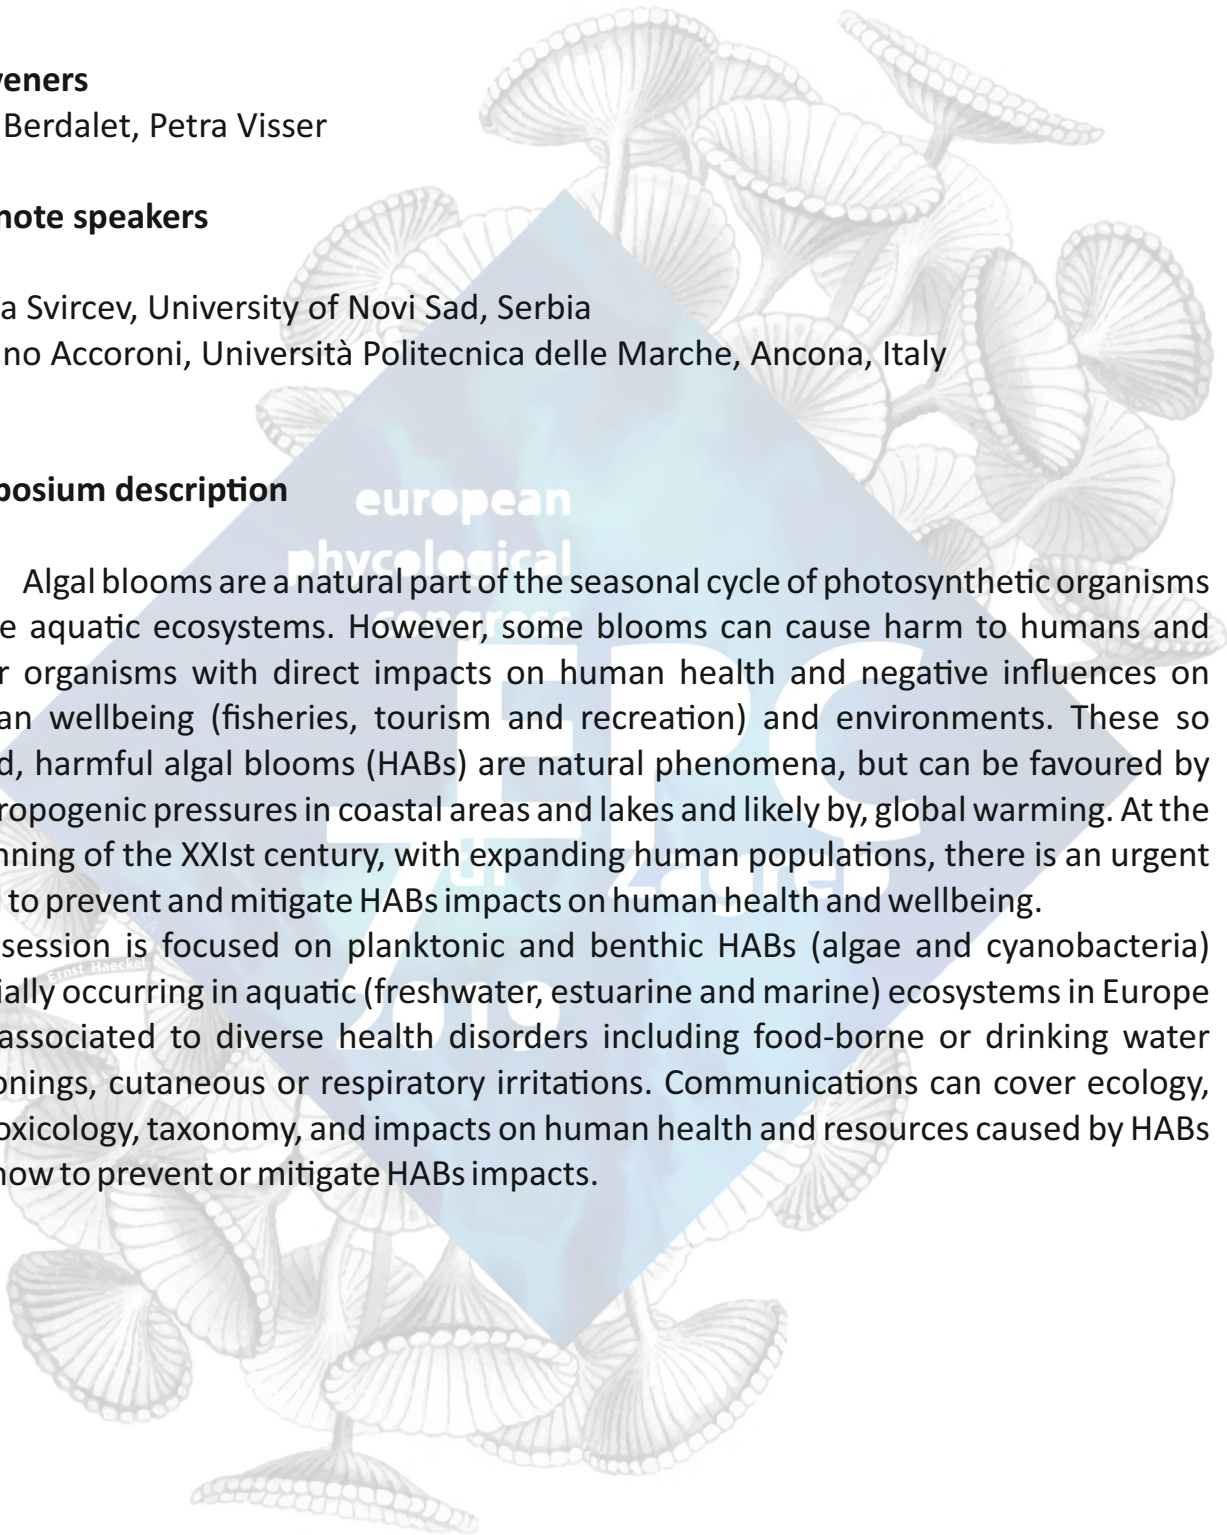 veners
Berdalet, Petra Visser
note speakers
a Svircev, University of Novi Sad, Serbia
no Accoroni, Università Politecnica delle Marche, Ancona, Italy
posium description
european
phycological
Algal blooms are a natural part of the seasonal cycle of photosynthetic organisms
congress
e aquatic ecosystems. However, some blooms can cause harm to humans and
r organisms with direct impacts on human health and negative influences on
an wellbeing (fisheries, tourism and recreation) and environments. These so
d, harmful algal blooms (HABs) are natural phenomena, but can be favoured by
EPC
ropogenic pressures in coastal areas and lakes and likely by, global warming. At the
nning of the XXIst century, with expanding human populations, there is an urgent
7th Zagreb
to prevent and mitigate HABs impacts on human health and wellbeing.
session is focused on planktonic and benthic HABs (algae and cyanobacteria)
Ernst Haeckel
ially occurring in aquatic (freshwater, estuarine and marine) ecosystems in Europe
2019
associated to diverse health disorders including food-borne or drinking water
onings, cutaneous or respiratory irritations. Communications can cover ecology,
oxicology, taxonomy, and impacts on human health and resources caused by HABs
how to prevent or mitigate HABs impacts.